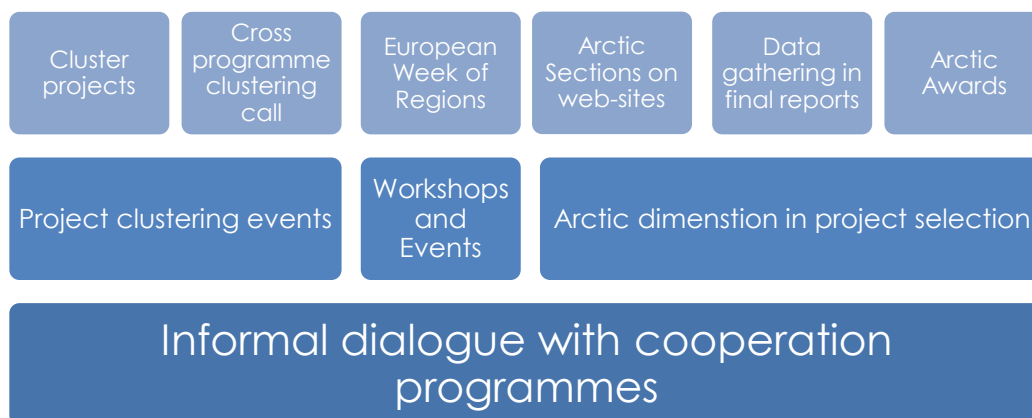 Cluster
projects
Cross
programme
clustering
call
European
Week of
Regions
Arctic
Sections on
web-sites
Data
gathering in
final reports
Arctic
Awards
Project clustering events
Workshops
and
Events
Arctic dimenstion in project selection
Informal dialogue with cooperation
programmes